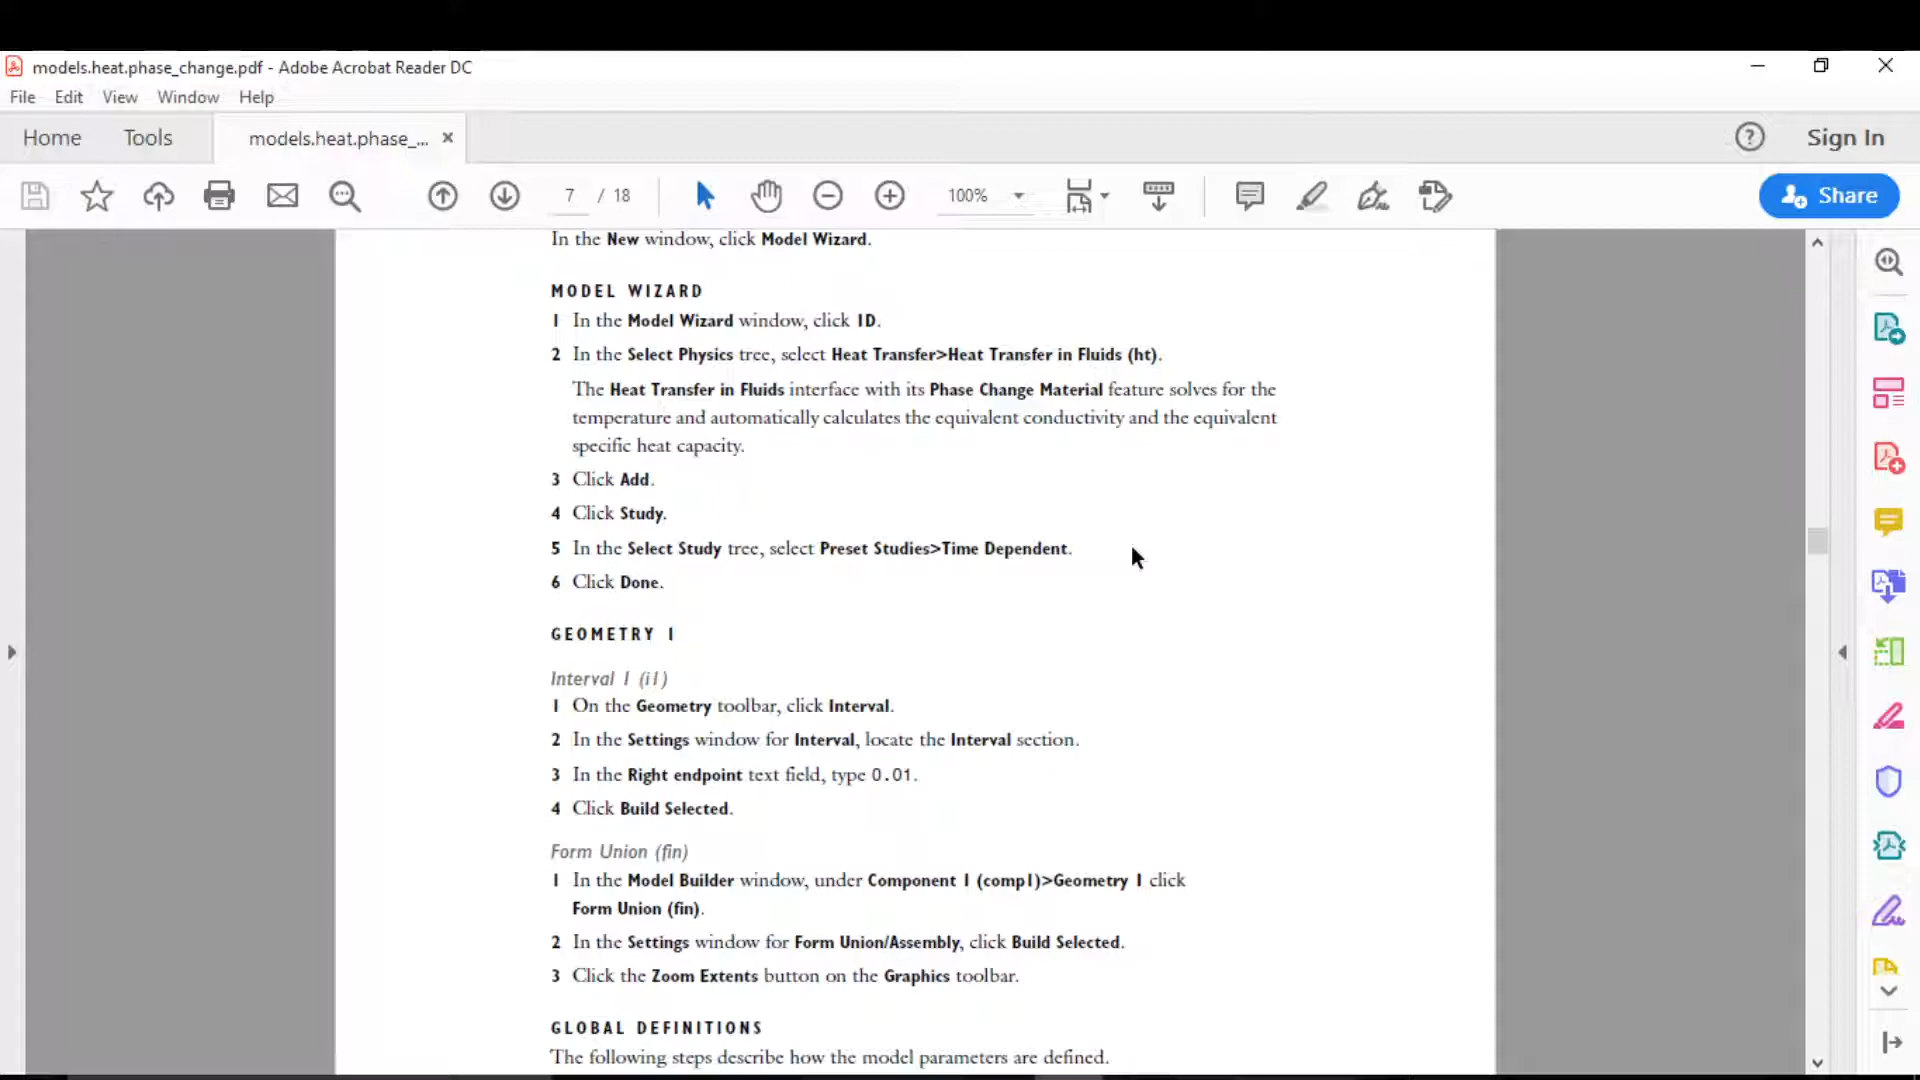 models.heat.phase_change.pdf - Adobe Acrobat Reader DC
File Edit View Window Help
Home Tools models.heat.phase_... × Sign In
7 / 18 100% Share
In the New window, click Model Wizard.
MODEL WIZARD
1 In the Model Wizard window, click 1D.
2 In the Select Physics tree, select Heat Transfer>Heat Transfer in Fluids (ht).
The Heat Transfer in Fluids interface with its Phase Change Material feature solves for the
temperature and automatically calculates the equivalent conductivity and the equivalent
specific heat capacity.
3 Click Add.
4 Click Study.
5 In the Select Study tree, select Preset Studies>Time Dependent.
6 Click Done.
GEOMETRY 1
Interval 1 (i1)
1 On the Geometry toolbar, click Interval.
2 In the Settings window for Interval, locate the Interval section.
3 In the Right endpoint text field, type 0.01.
4 Click Build Selected.
Form Union (fin)
1 In the Model Builder window, under Component 1 (comp1)>Geometry 1 click
Form Union (fin).
2 In the Settings window for Form Union/Assembly, click Build Selected.
3 Click the Zoom Extents button on the Graphics toolbar.
GLOBAL DEFINITIONS
The following steps describe how the model parameters are defined.